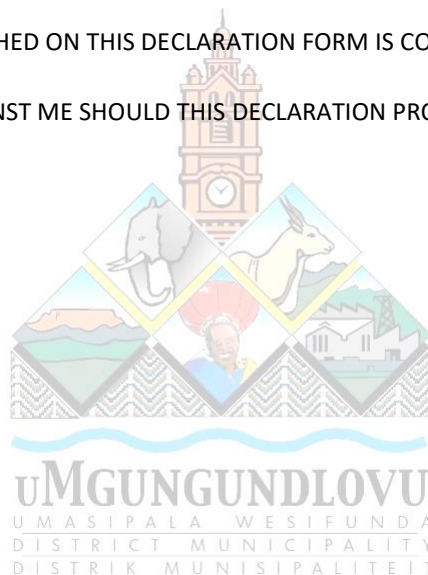 HED ON THIS DECLARATION FORM IS CO
NST ME SHOULD THIS DECLARATION PRO
uMGUNGUNDLOVU
UMASIPALA WESIFUNDA
DISTRICT MUNICIPALITY
DISTRIK MUNISIPALITEIT